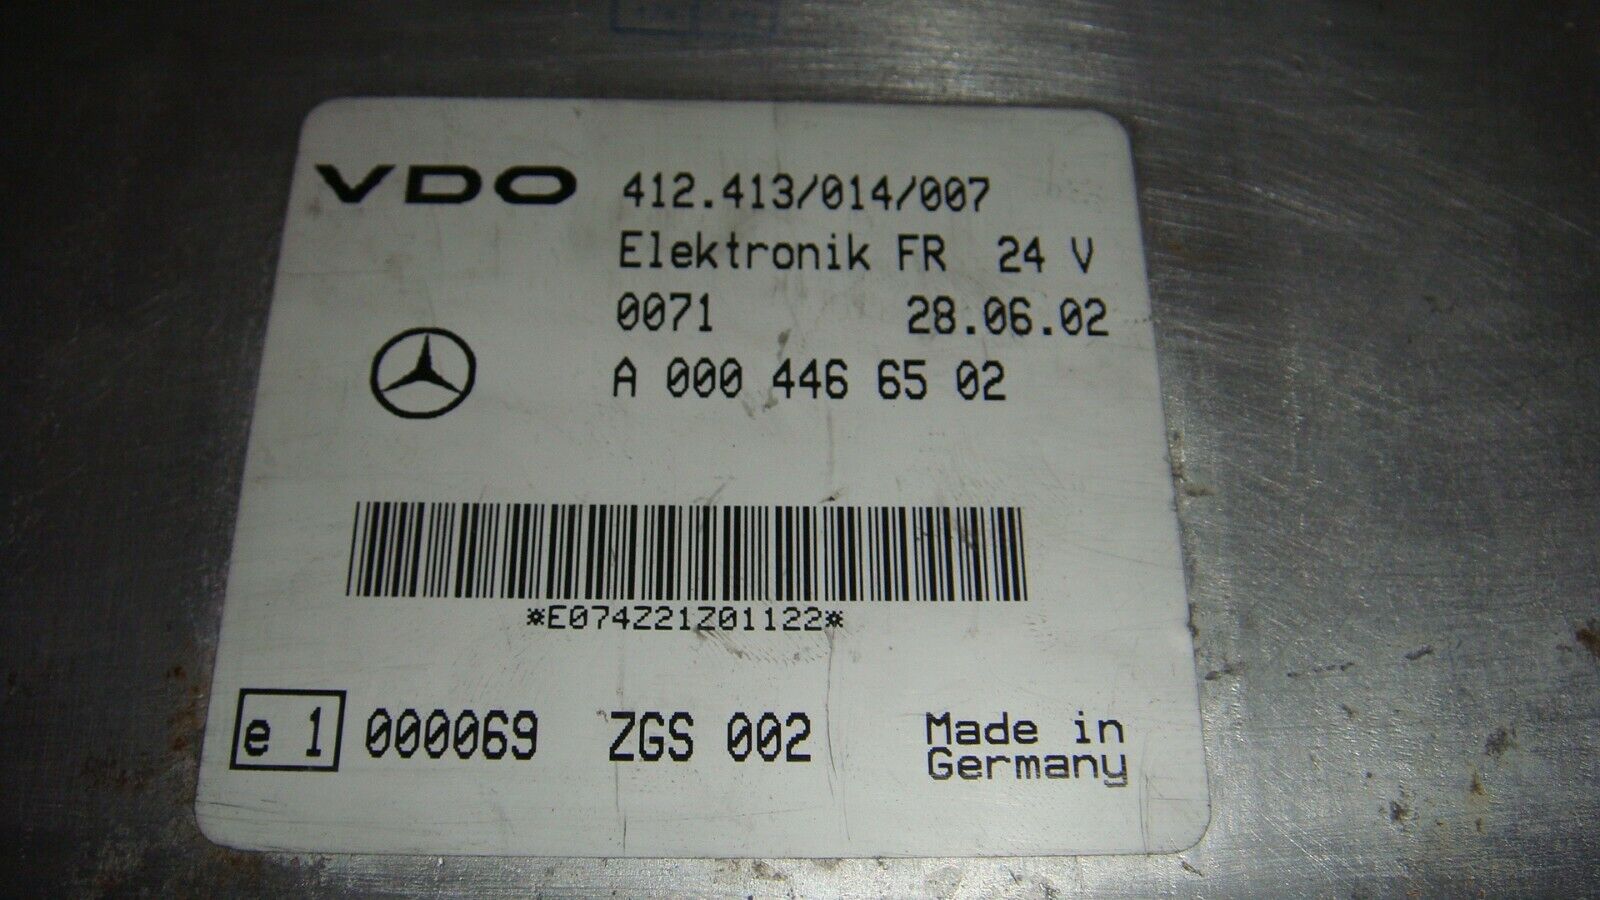 VDO 412.413/014/007
Elektronik FR 24 V
0071 28.06.02
A 000 446 65 02
*E074Z21Z01122*
e 1 000069 ZGS 002 Made in
Germany